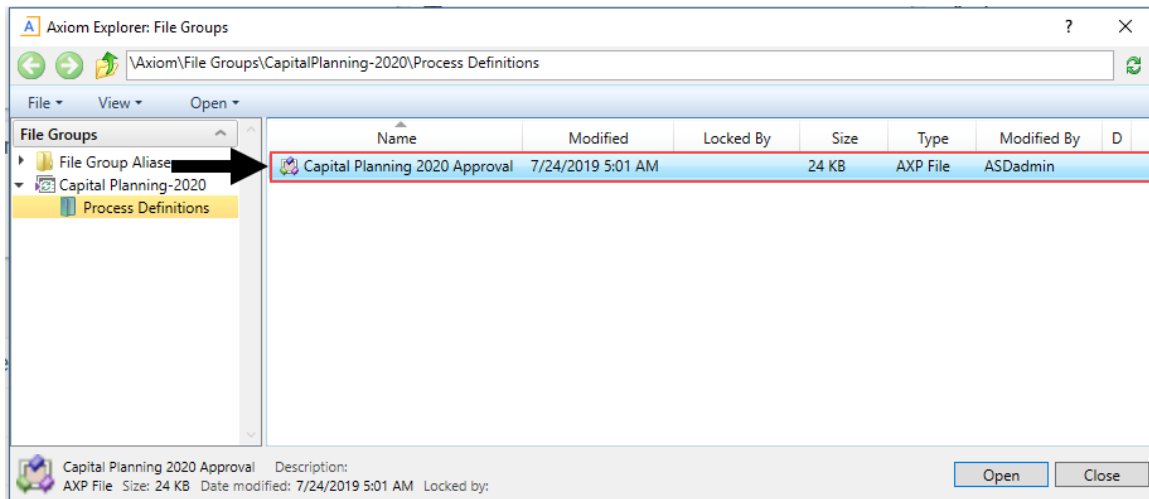 A Axiom Explorer: File Groups ?
\Axiom\File Groups\CapitalPlanning-2020\Process Definitions
File View Open
File Groups Name Modified Locked By Size Type Modified By D
File Group Aliase
Capital Planning 2020 Approval 7/24/2019 5:01 AM 24 KB AXP File ASDadmin
Capital Planning-2020
Process Definitions
Capital Planning 2020 Approval Description:
AXP File Size: 24 KB Date modified: 7/24/2019 5:01 AM Locked by:
Open Close